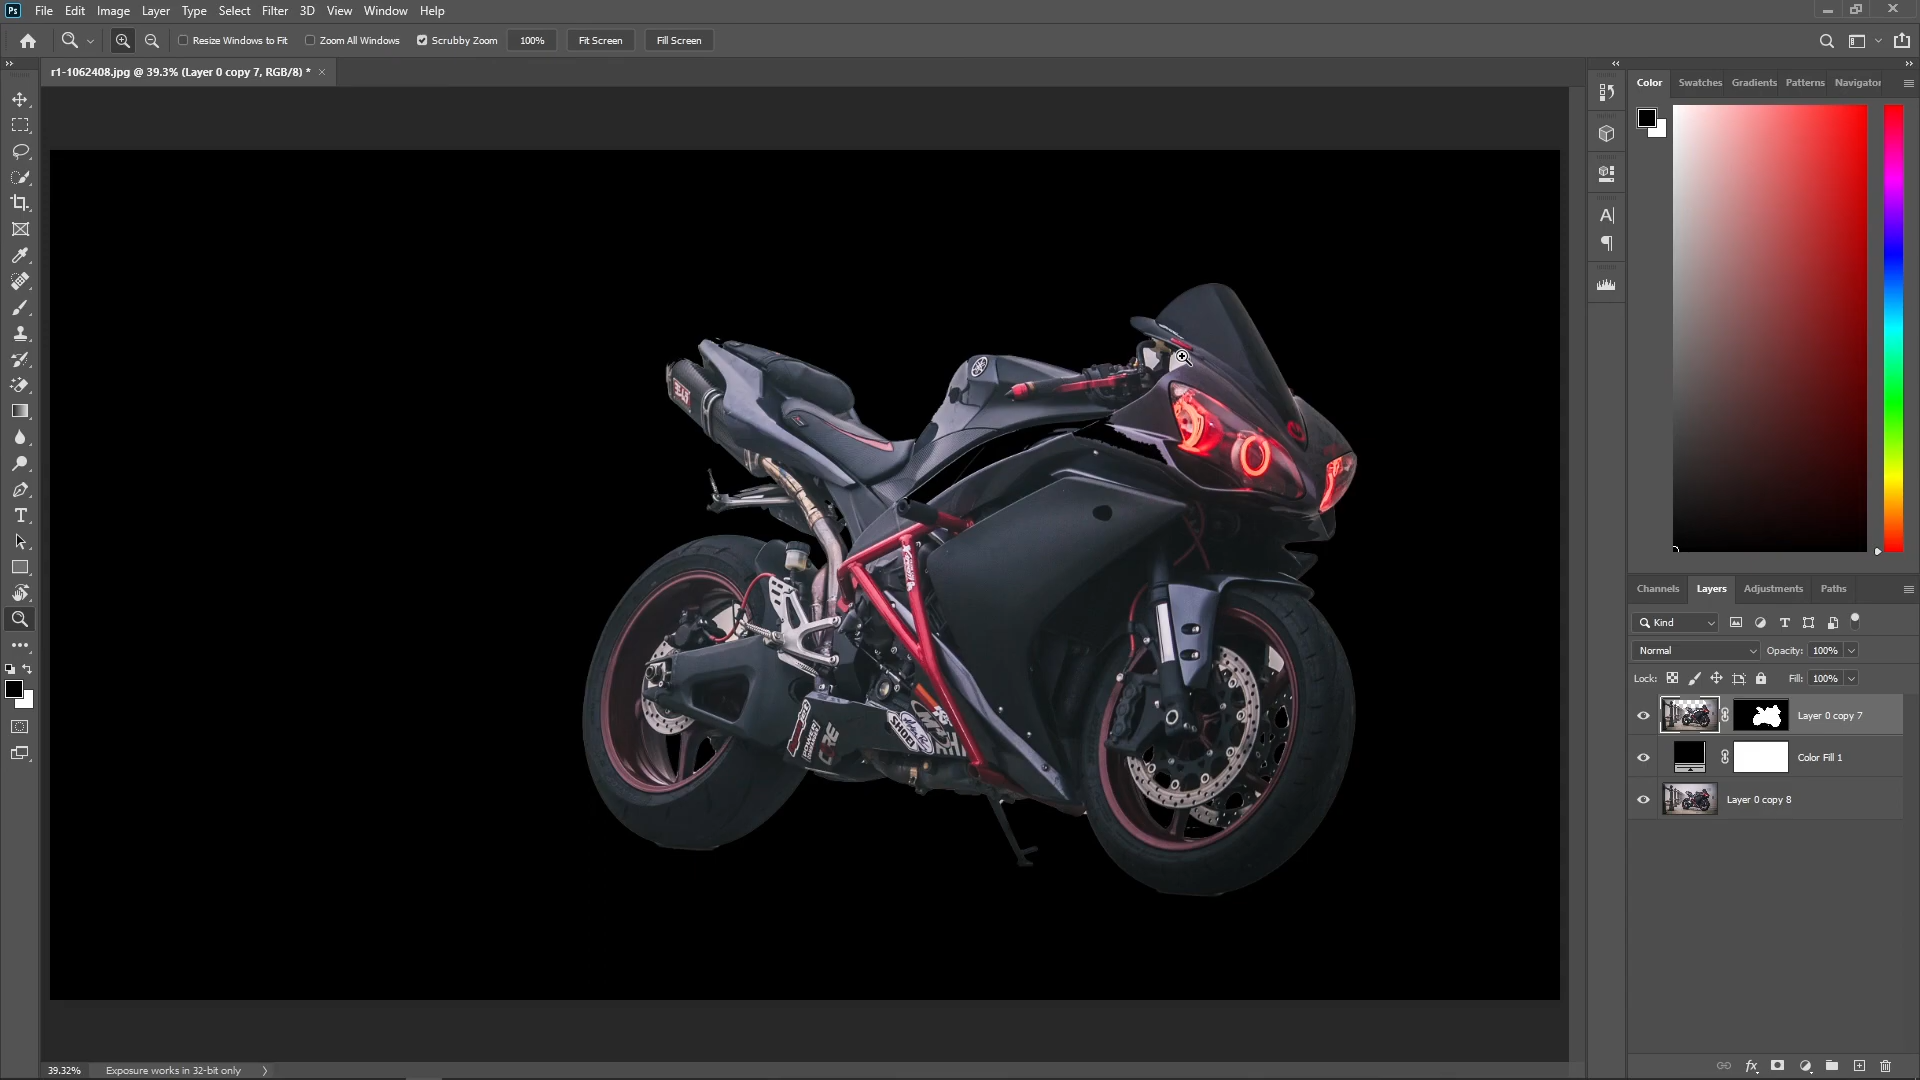 Ps File Edit Image Layer Type Select Filter 3D View Window Help
Resize Windows to Fit Zoom All Windows Scrubby Zoom 100% Fit Screen Fill Screen
r1-1062408.jpg @ 39.3% (Layer 0 copy 7, RGB/8) *
Color Swatches Gradients Patterns Navigator
SHOEI
Channels Layers Adjustments Paths
Kind
Normal Opacity: 100%
Lock: Fill: 100%
Layer 0 copy 7
Color Fill 1
Layer 0 copy 8
39.32% Exposure works in 32-bit only